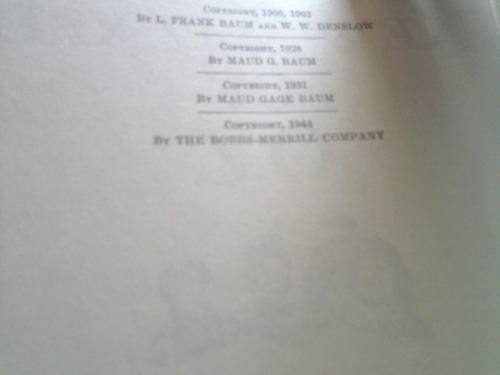 COPYRIGHT, 1900, 1903
BY L. FRANK BAUM AND W. W. DENSLOW
COPYRIGHT, 1928
BY MAUD G. BAUM
COPYRIGHT, 1931
BY MAUD GAGE BAUM
COPYRIGHT, 1944
BY THE BOBBS-MERRILL COMPANY